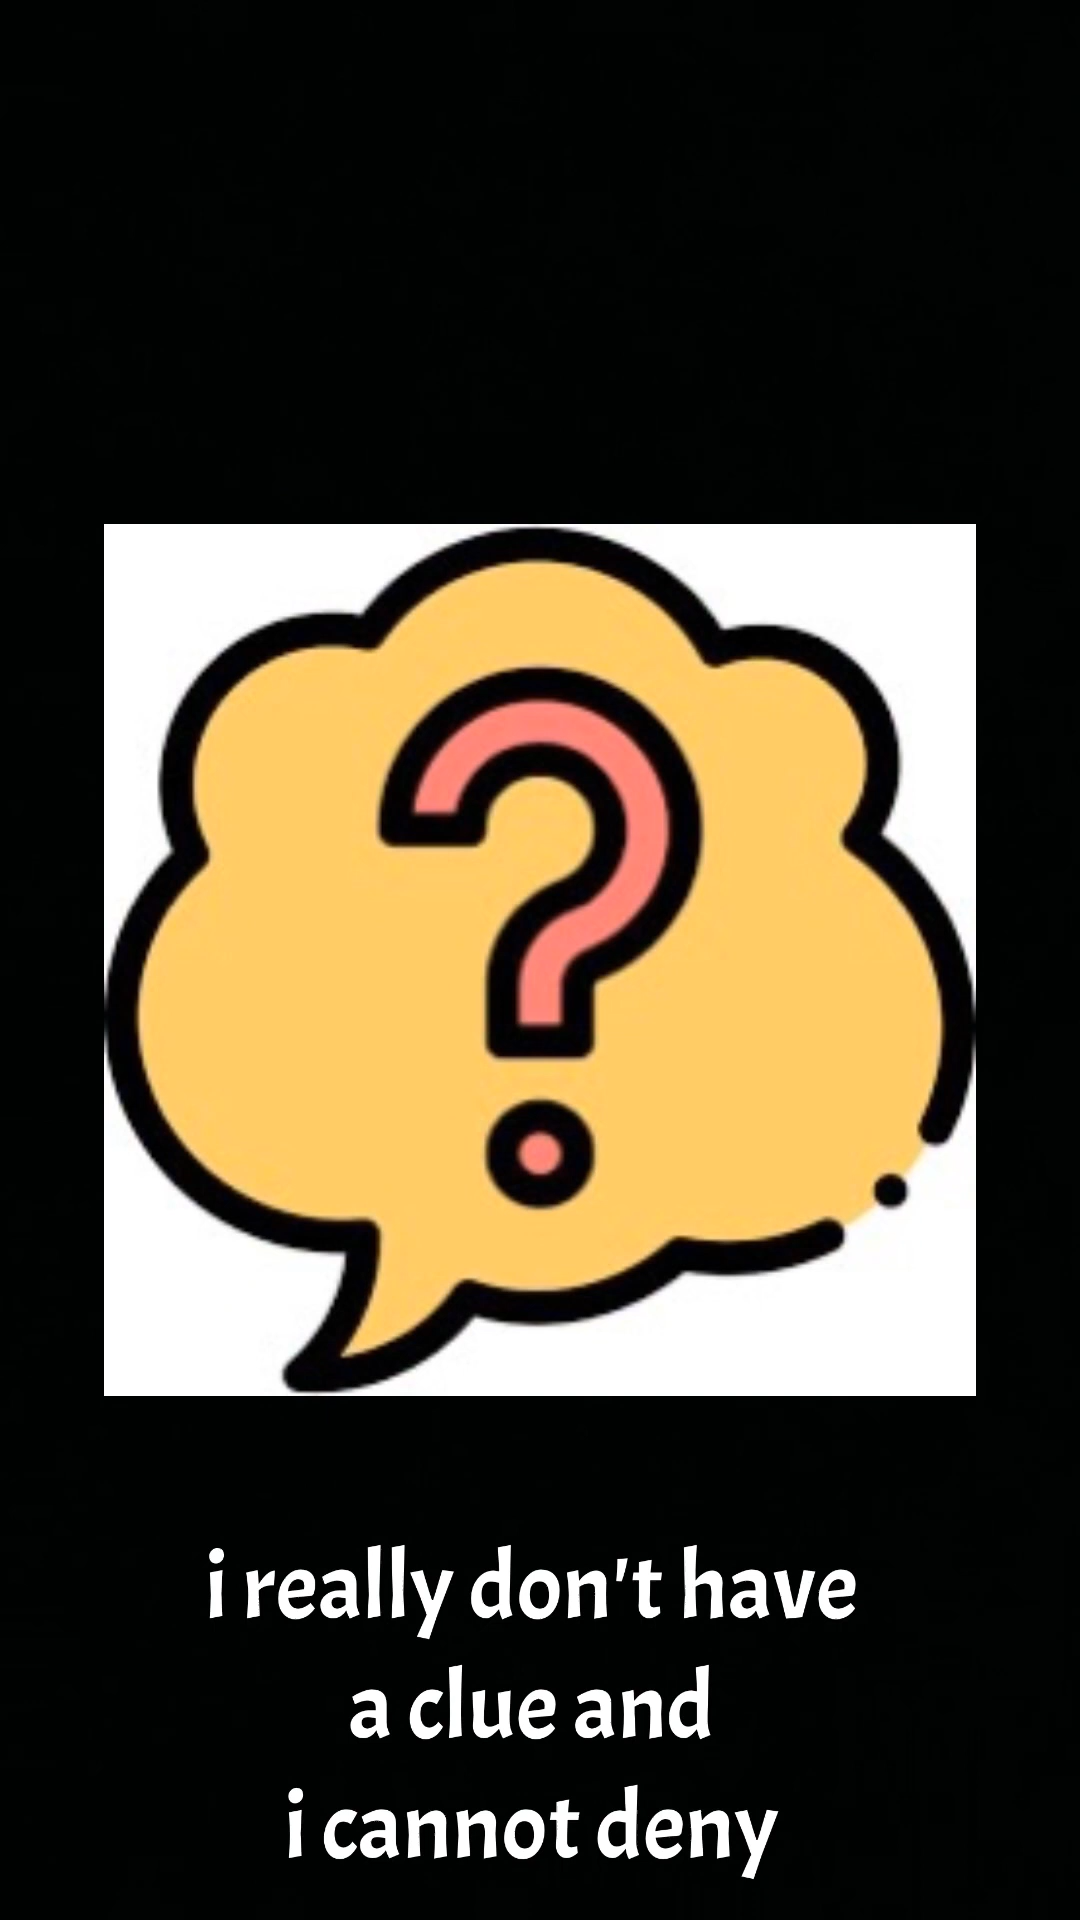 ?
i really don't have
a clue and
i cannot deny